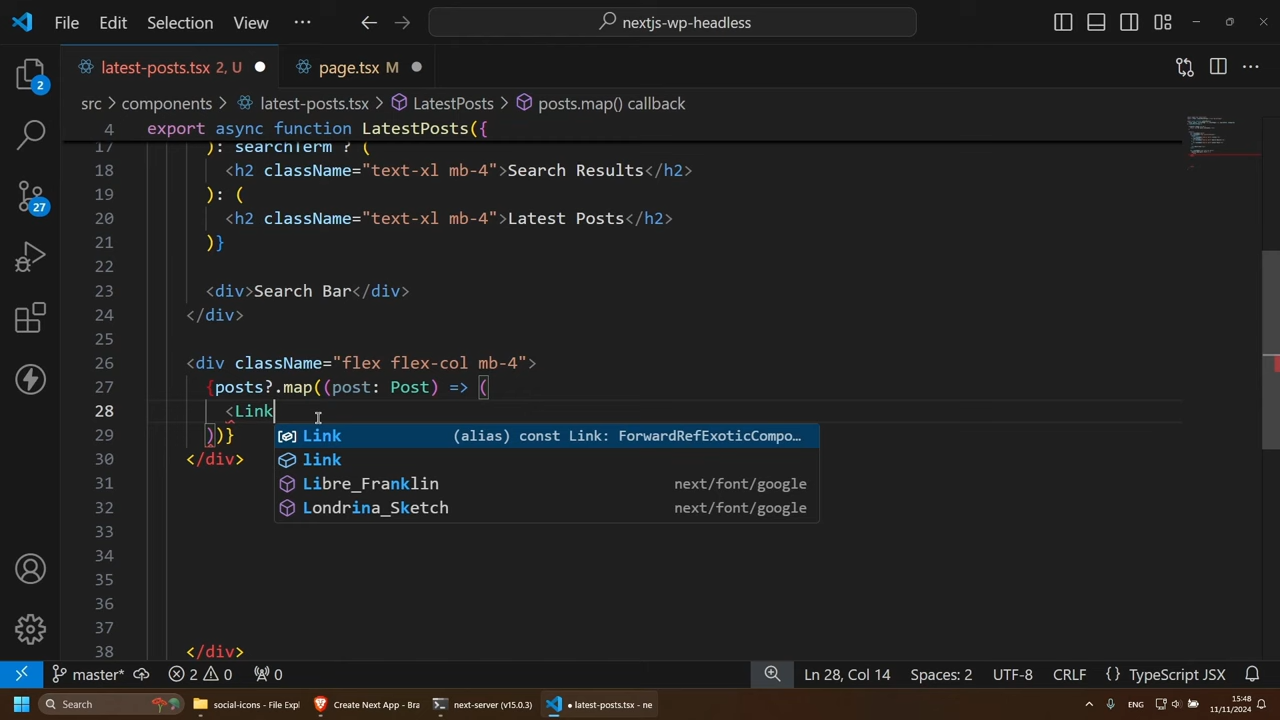 File Edit Selection View ··· nextjs-wp-headless
latest-posts.tsx 2, U page.tsx M
src > components > latest-posts.tsx > LatestPosts > posts.map() callback
4 export async function LatestPosts({
17 ): searchTerm ? (
18 <h2 className="text-xl mb-4">Search Results</h2>
19 ): (
20 <h2 className="text-xl mb-4">Latest Posts</h2>
21 )}
22
23 <div>Search Bar</div>
24 </div>
25
26 <div className="flex flex-col mb-4">
27 {posts?.map((post: Post) => (
28 <Link
29 ))}
30 </div>
31
32
33
34
35
36
37
38 </div>
Link (alias) const Link: ForwardRefExoticCompo…
link
Libre_Franklin next/font/google
Londrina_Sketch next/font/google
2
27
master* 2 0 0 Ln 28, Col 14 Spaces: 2 UTF-8 CRLF {} TypeScript JSX
Search social-icons - File Expl Create Next App - Bra next-server (v15.0.3) • latest-posts.tsx - ne ENG 15:48
11/11/2024